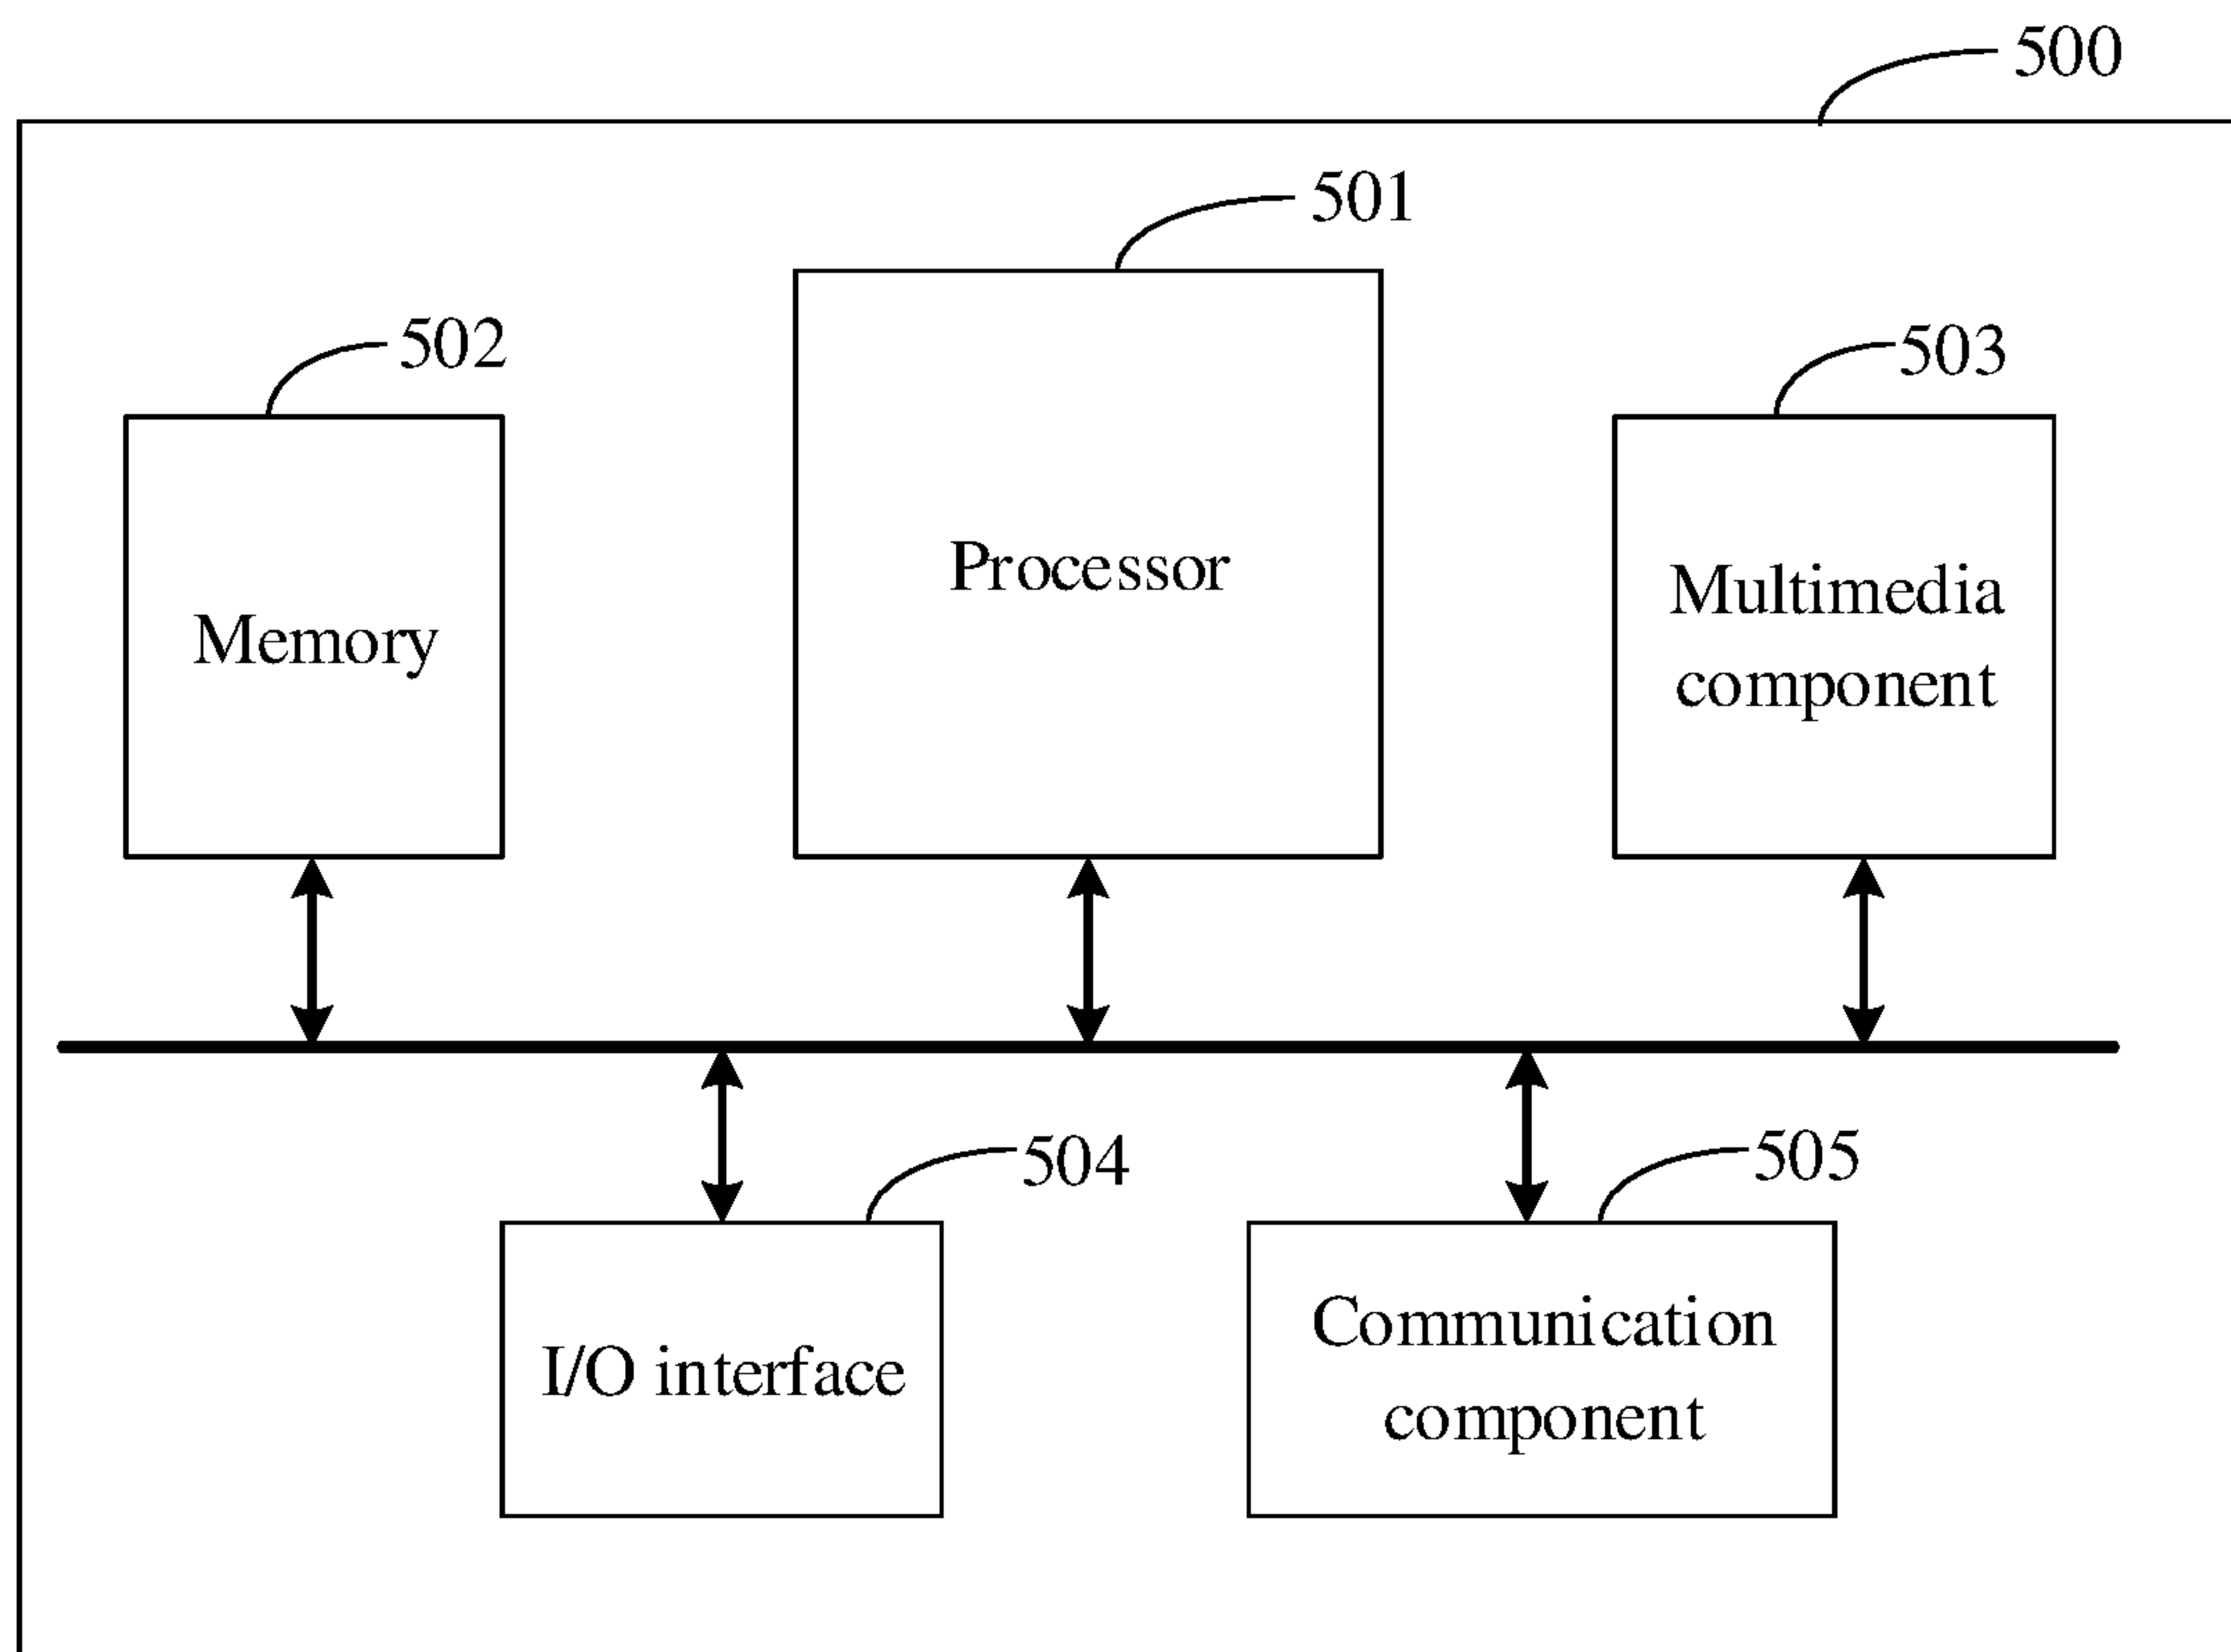 500
501
502
503
Processor
Memory
Multimedia
component
504
505
I/O interface
Communication
component